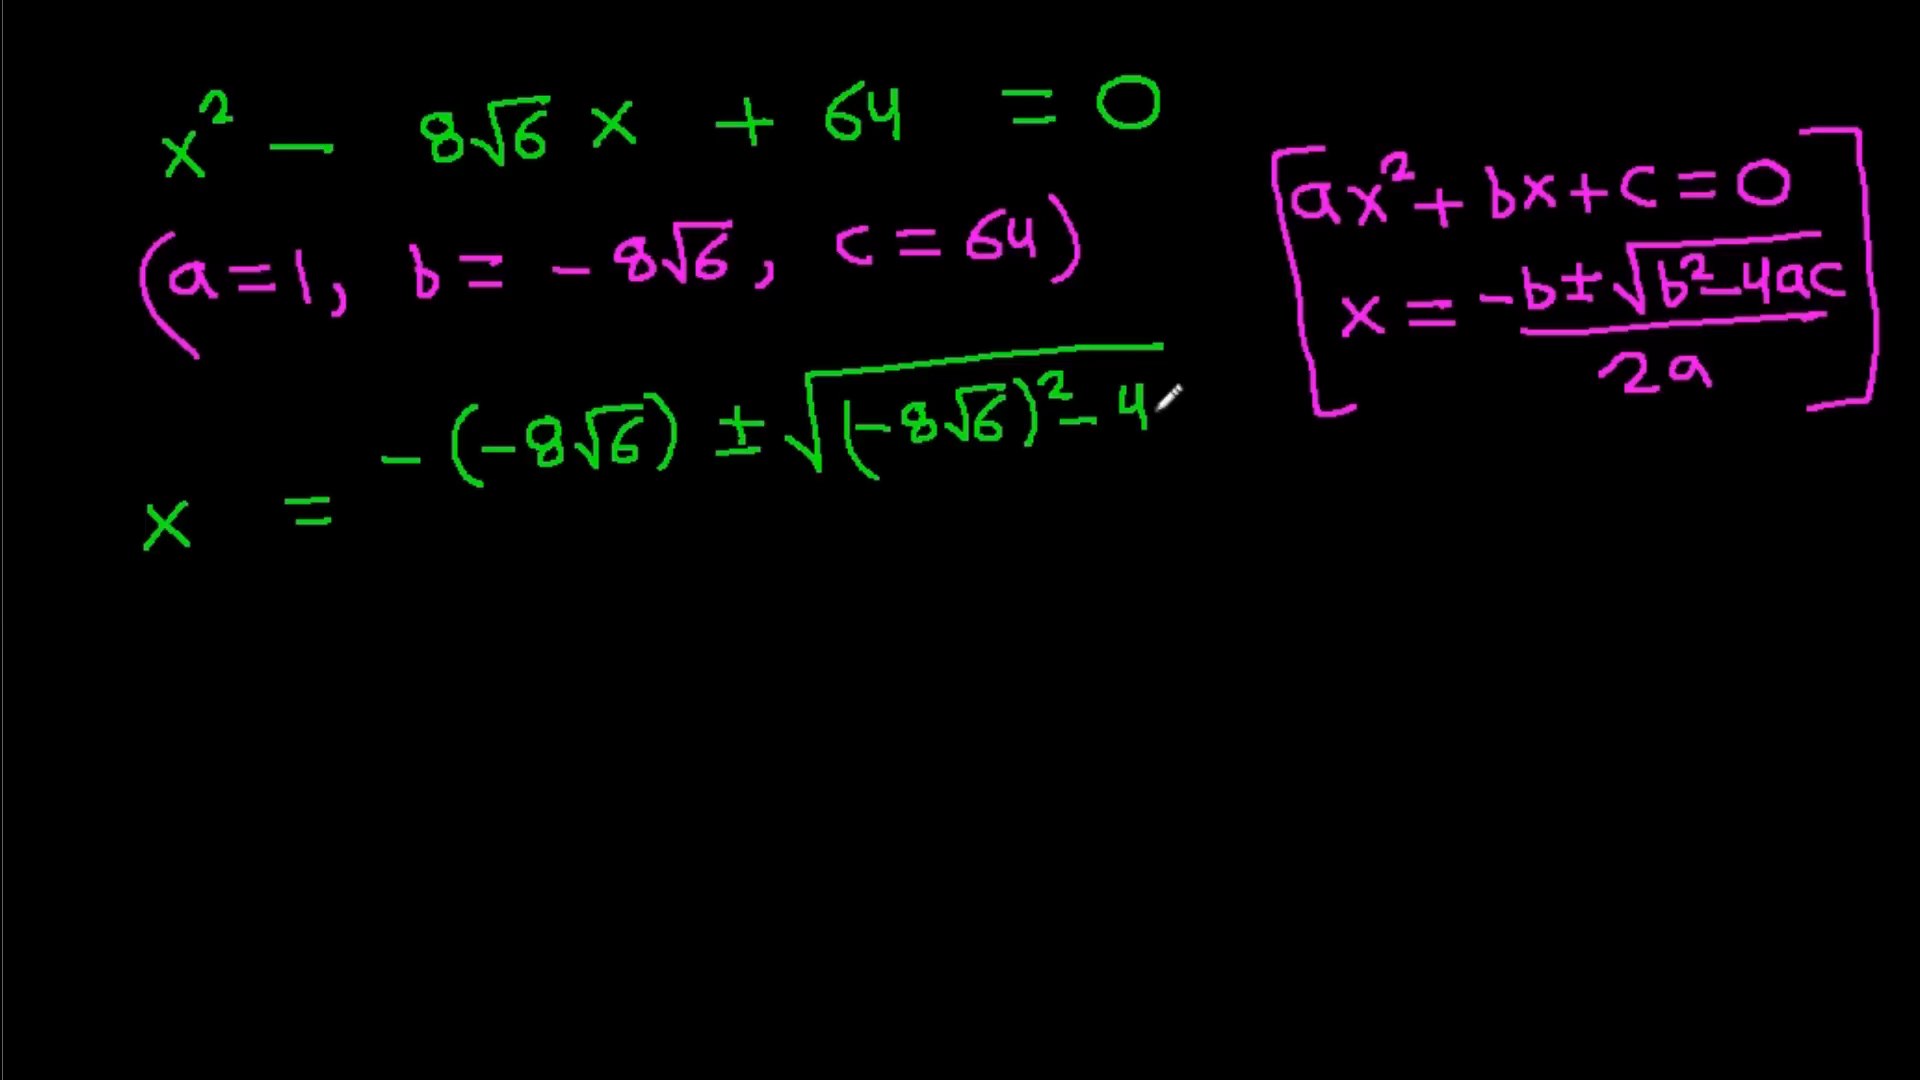 x² - 8√6 x + 64 = 0
(a = 1, b = - 8√6, c = 64)
[ax² + bx + c = 0
x = -b ± √b² - 4ac
2a]
-(-8√6) ± √(-8√6)² - 4
x =